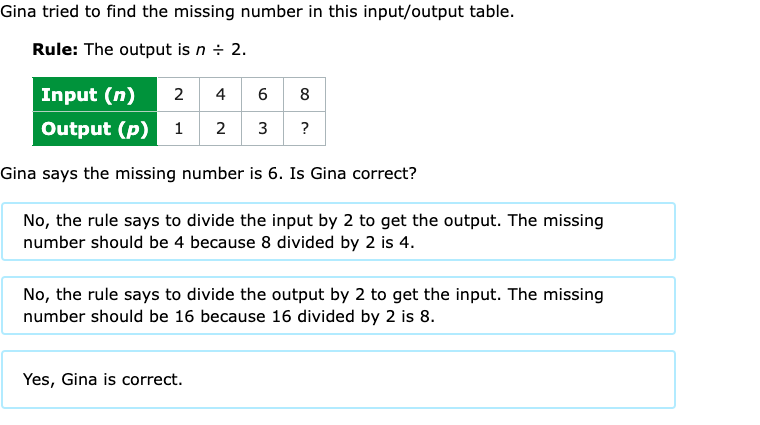 Gina tried to find the missing number in this input/output table.
Rule: The output is n ÷ 2.
Input (n) 2 4 6 8
Output (p) 1 2 3 ?
Gina says the missing number is 6. Is Gina correct?
No, the rule says to divide the input by 2 to get the output. The missing
number should be 4 because 8 divided by 2 is 4.
No, the rule says to divide the output by 2 to get the input. The missing
number should be 16 because 16 divided by 2 is 8.
Yes, Gina is correct.